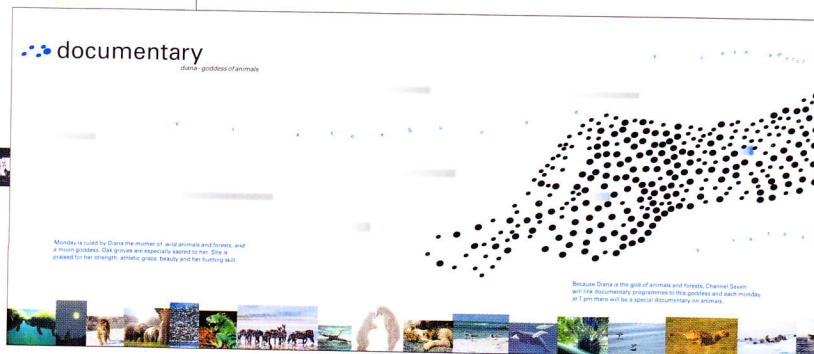 documentary
diana - goddess of animals
Monday is ruled by Diana the mother of wild animals and forests, and
a moon goddess. Oak groves are especially sacred to her. She is
praised for her strength, athletic grace, beauty and her hunting skill.
Because Diana is the god of animals and forests, Channel Seven
will link documentary programmes to this goddess and each monday
at 7 pm there will be a special documentary on animals.